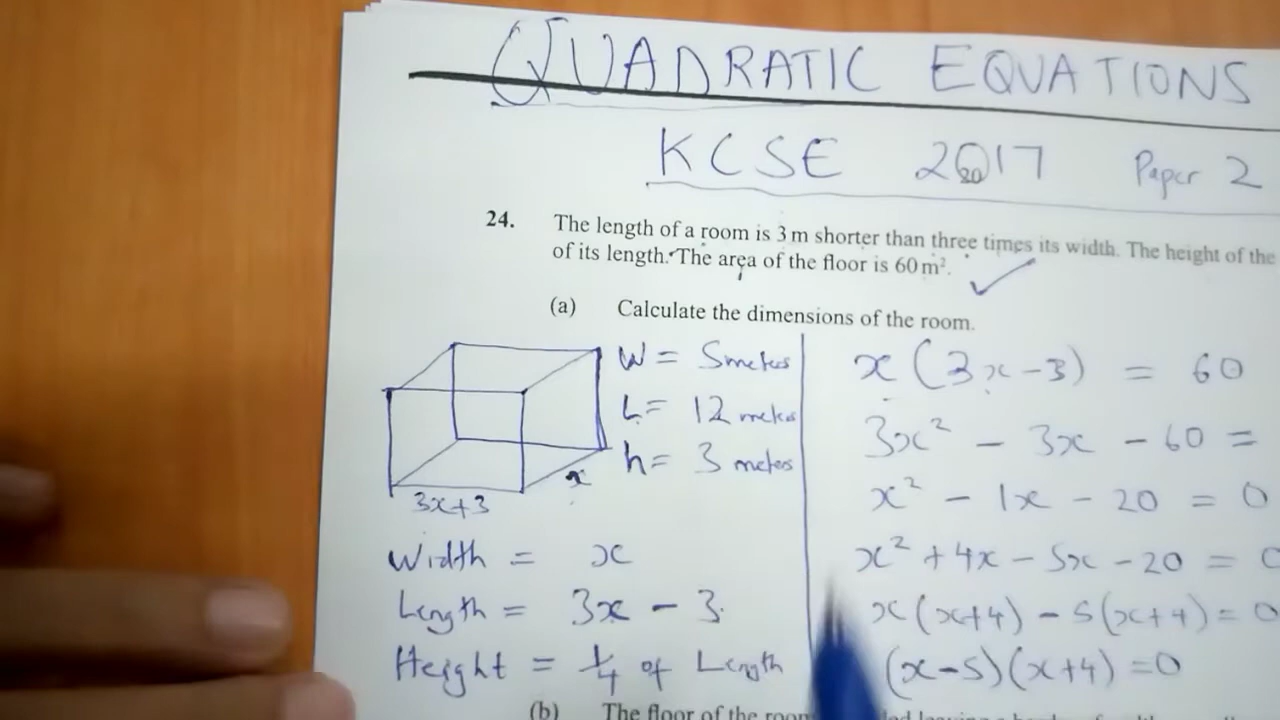 QUADRATIC EQUATIONS
KCSE 2017 Paper 2
20
24. The length of a room is 3 m shorter than three times its width. The height of the
of its length. The area of the floor is 60 m².
(a) Calculate the dimensions of the room.
W = 5 meters
L = 12 meters
h = 3 meters
x
3x+3
Width = x
Length = 3x - 3
Height = 1/4 of Length
x(3x-3) = 60
3x² - 3x - 60 =
x² - 1x - 20 = 0
x² + 4x - 5x - 20 = 0
x(x+4) - 5(x+4) = 0
(x-5)(x+4) = 0
(b) The floor of the room